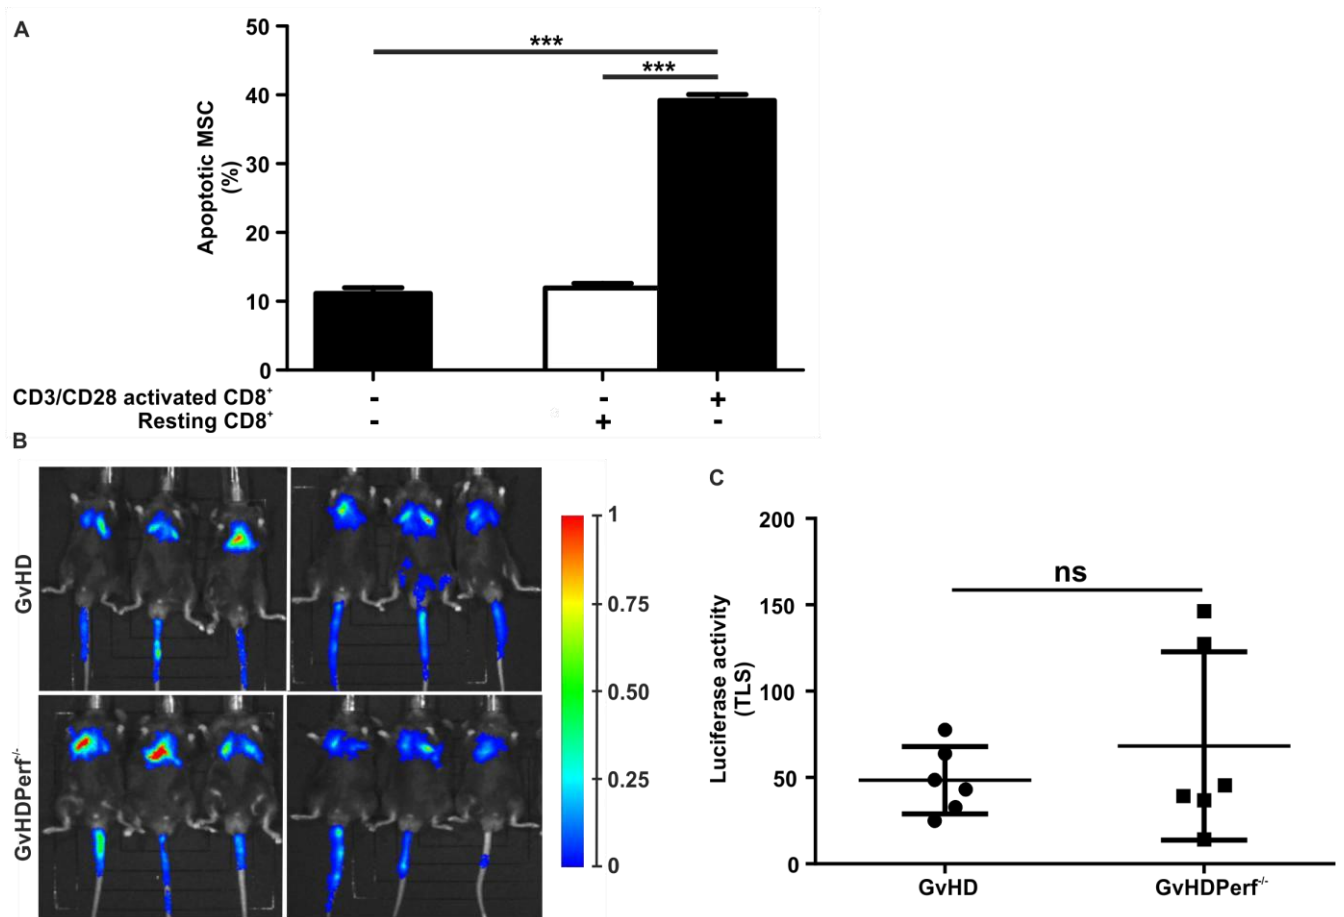 A
***
***
50
40
30
20
10
0
Apoptotic MSC
(%)
CD3/CD28 activated CD8⁺ - - +
Resting CD8⁺ - + -
B
GvHD
GvHDPerf⁻/⁻
1
0.75
0.50
0.25
0
C
200
150
100
50
0
Luciferase activity
(TLS)
ns
GvHD GvHDPerf⁻/⁻